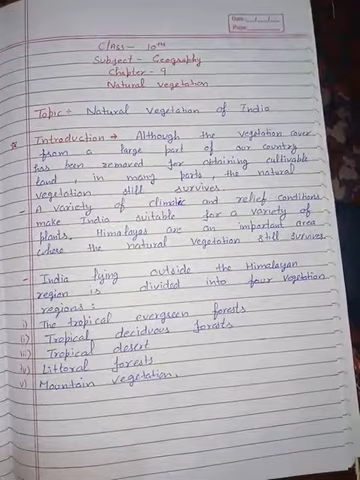 Date: __/__/__
Page:
Class - 10th
Subject - Geography
Chapter - 9
Natural vegetation
Topic :- Natural Vegetation of India
Introduction → Although the vegetation cover
from a large part of our country
has been removed for obtaining cultivable
land, in many parts, the natural
vegetation still survives.
- A variety of climatic and relief conditions
make India suitable for a variety of
plants. Himalayas are an important area
where the natural vegetation still survives.
India lying outside the Himalayan
region is divided into four vegetation
regions :
i) The tropical evergreen forests
ii) Tropical deciduous forests
iii) Tropical desert
iv) Littoral forests
v) Mountain vegetation.